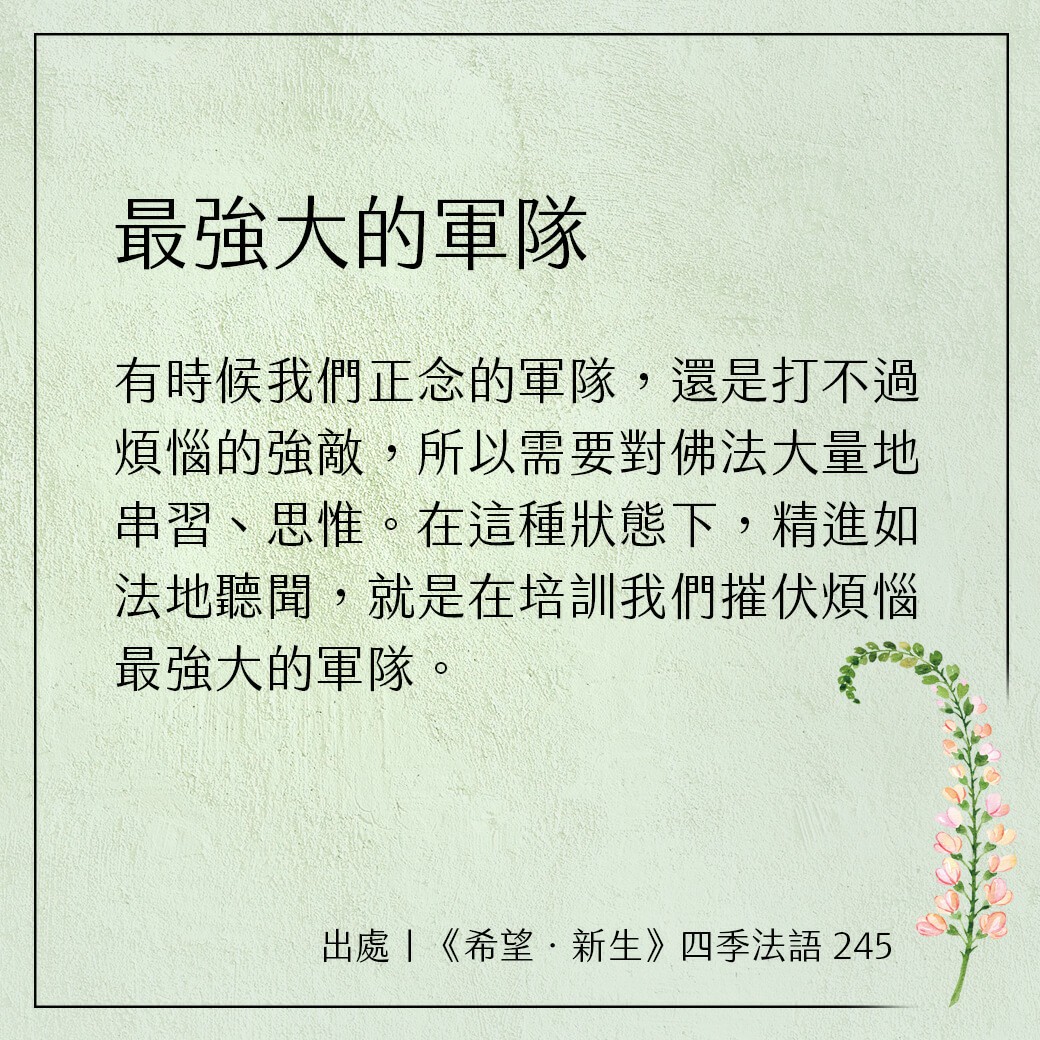 最強大的軍隊
有時候我們正念的軍隊，還是打不過
煩惱的強敵，所以需要對佛法大量地
串習、思惟。在這種狀態下，精進如
法地聽聞，就是在培訓我們摧伏煩惱
最強大的軍隊。
出處｜《希望．新生》四季法語 245